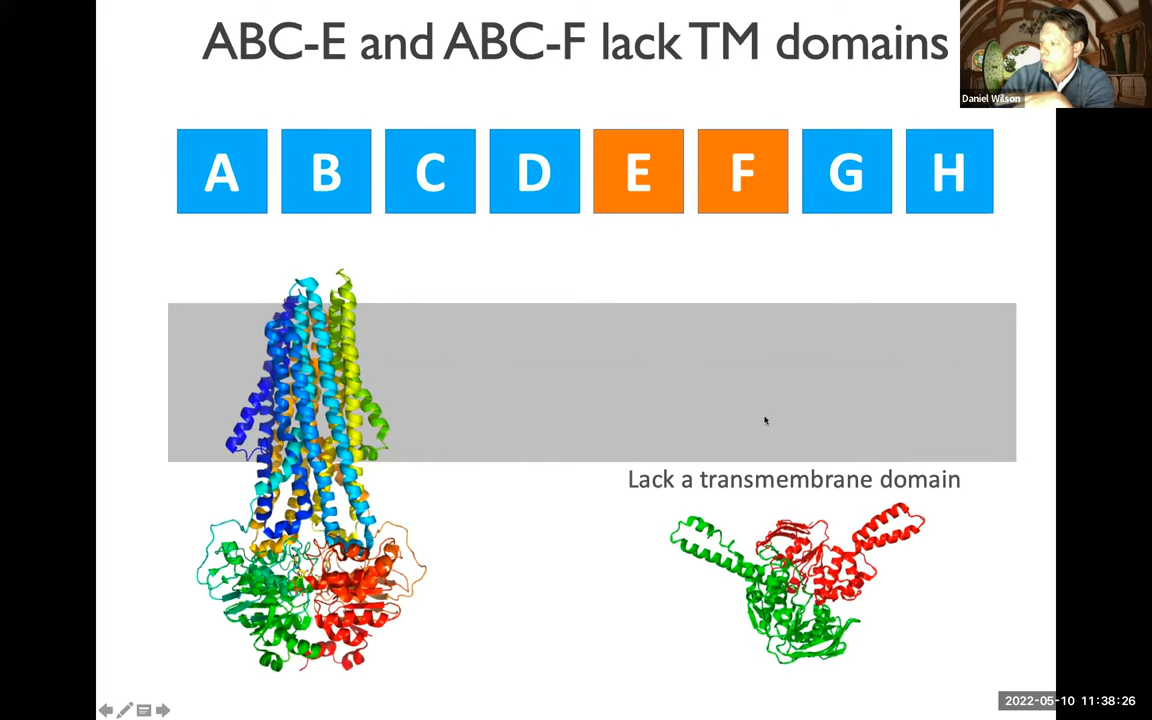 ABC-E and ABC-F lack TM domains
Daniel Wilson
A B C D E F G H
Lack a transmembrane domain
2022-05-10 11:38:26